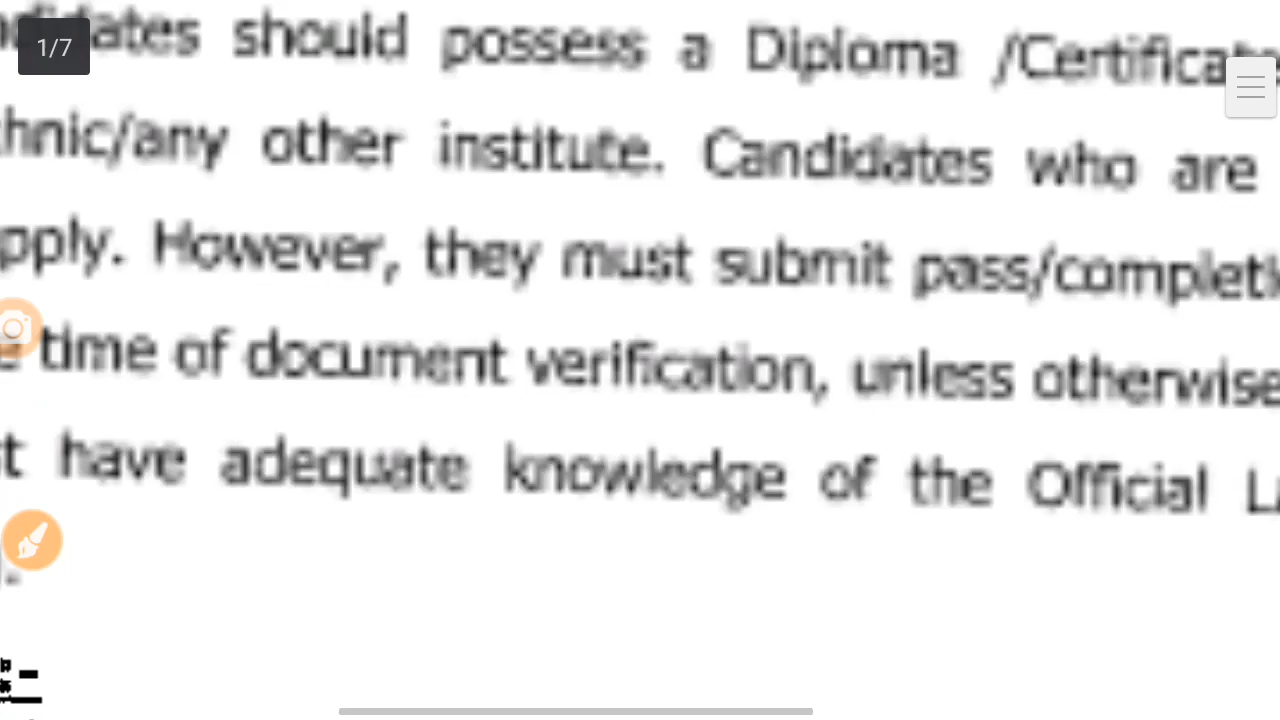 1/7
didates should possess a Diploma /Certificate
hnic/any other institute. Candidates who are
pply. However, they must submit pass/completi
e time of document verification, unless otherwise
t have adequate knowledge of the Official L